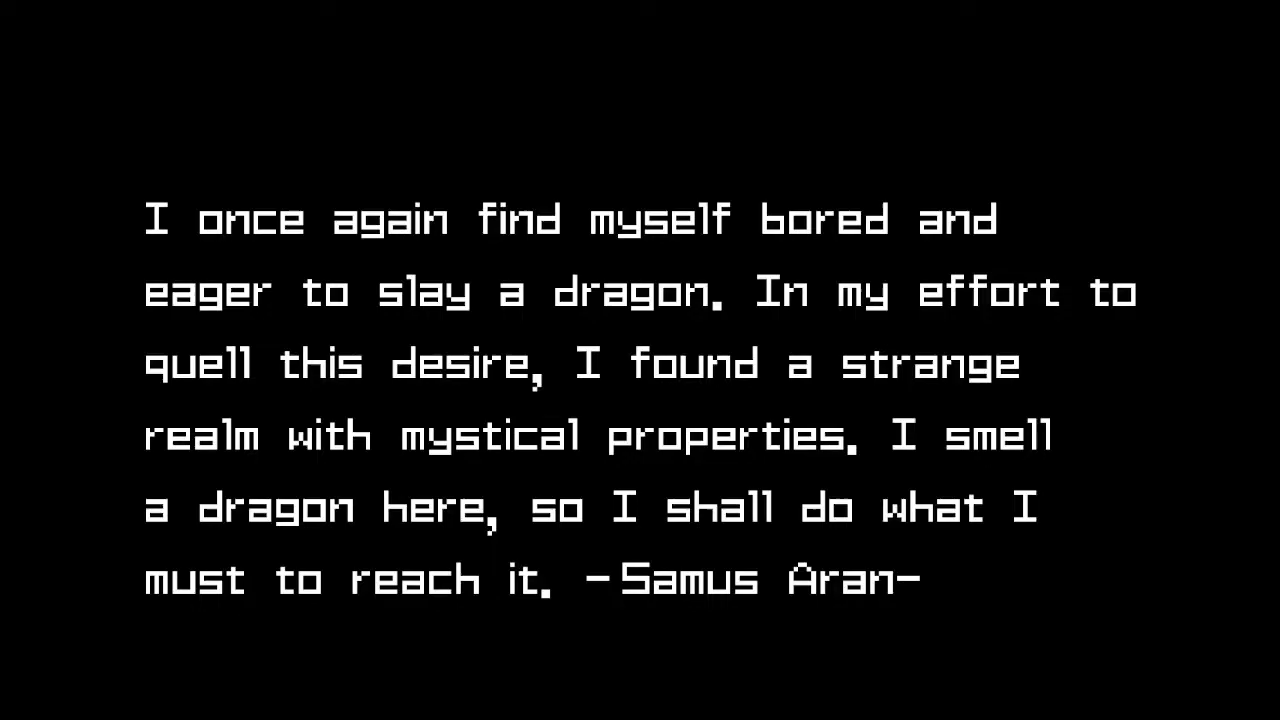 I once again find myself bored and
eager to slay a dragon. In my effort to
quell this desire, I found a strange
realm with mystical properties. I smell
a dragon here, so I shall do what I
must to reach it. -Samus Aran-